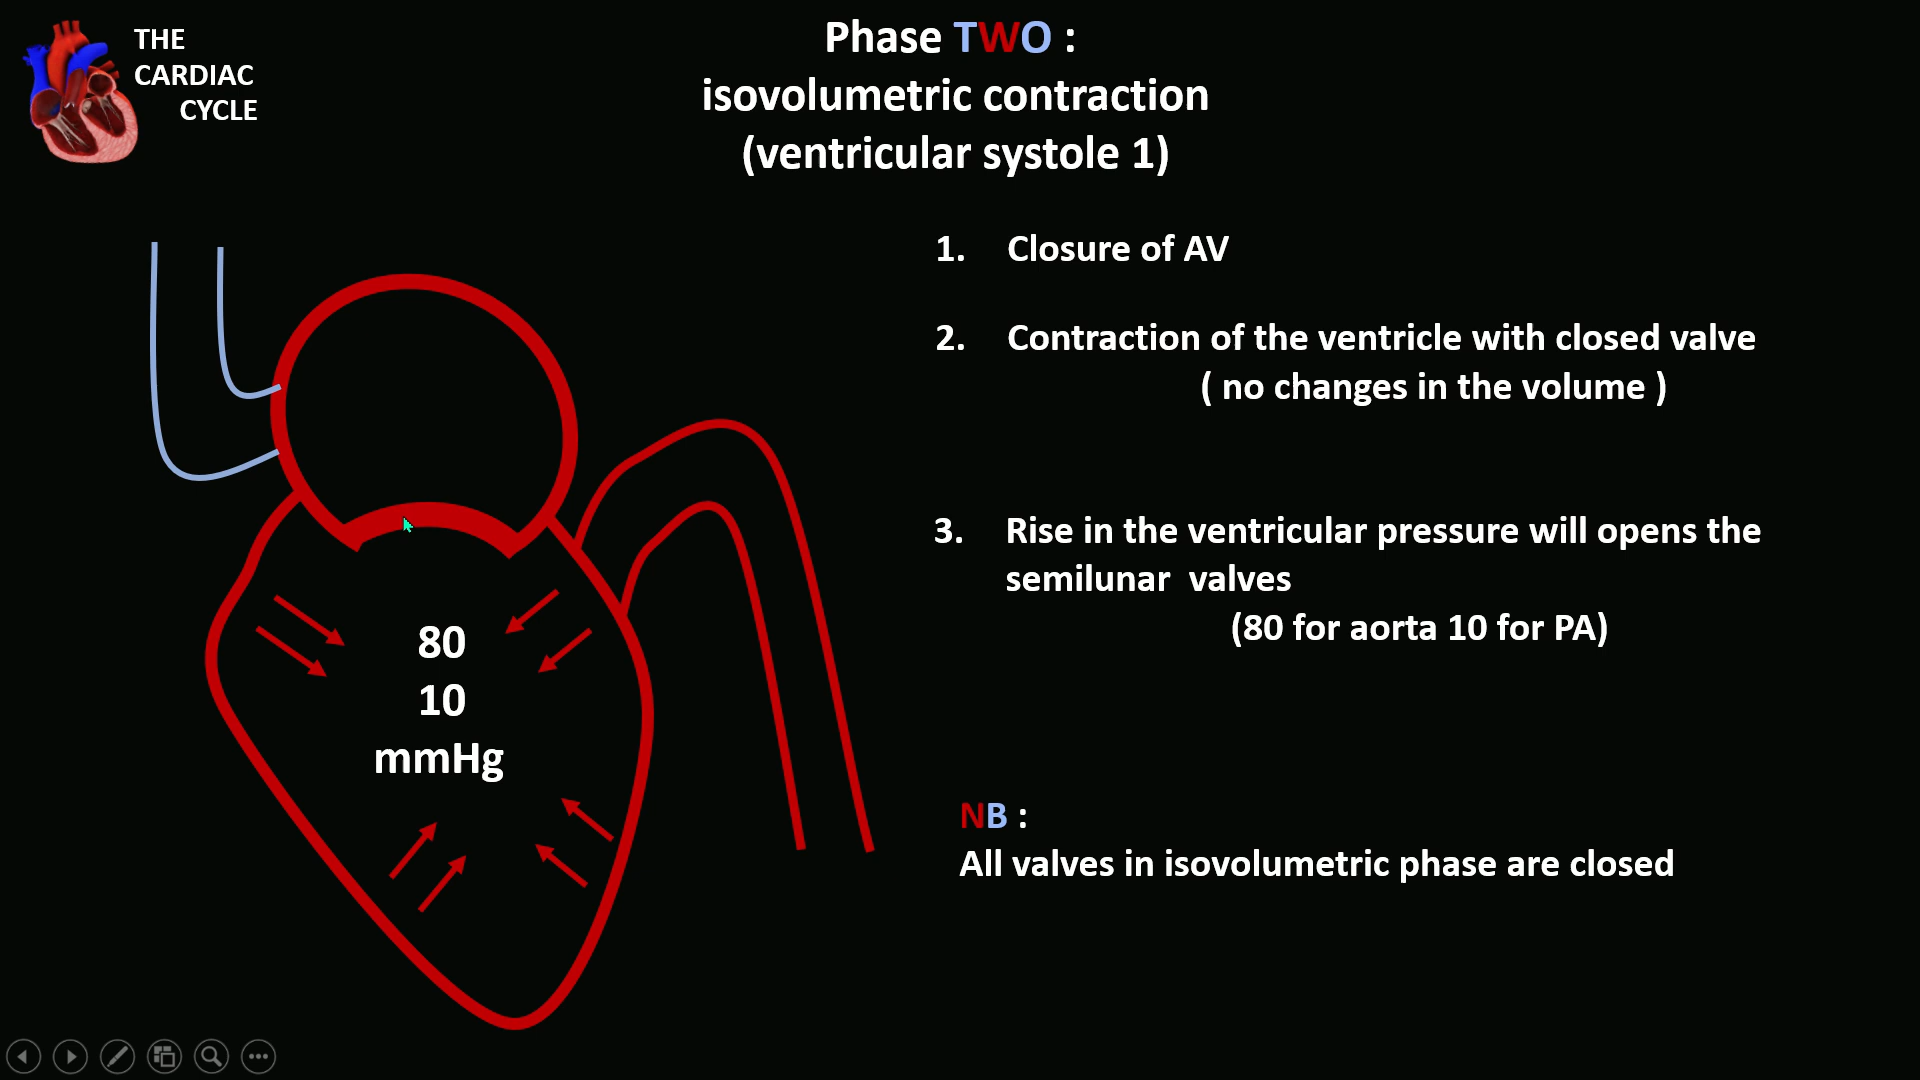 THE
CARDIAC
CYCLE
Phase TWO :
isovolumetric contraction
(ventricular systole 1)
1. Closure of AV
2. Contraction of the ventricle with closed valve
( no changes in the volume )
3. Rise in the ventricular pressure will opens the
semilunar valves
(80 for aorta 10 for PA)
80
10
mmHg
NB :
All valves in isovolumetric phase are closed